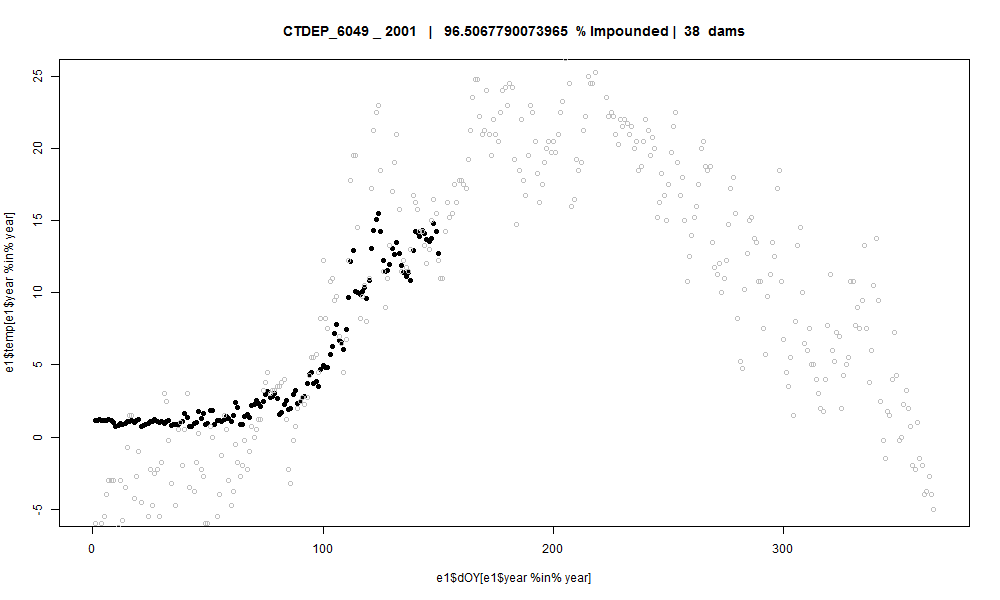 CTDEP_6049 _ 2001 | 96.5067790073965 % Impounded | 38 dams
e1$temp[e1$year %in% year]
25
20
15
10
5
0
-5
0 100 200 300
e1$dOY[e1$year %in% year]